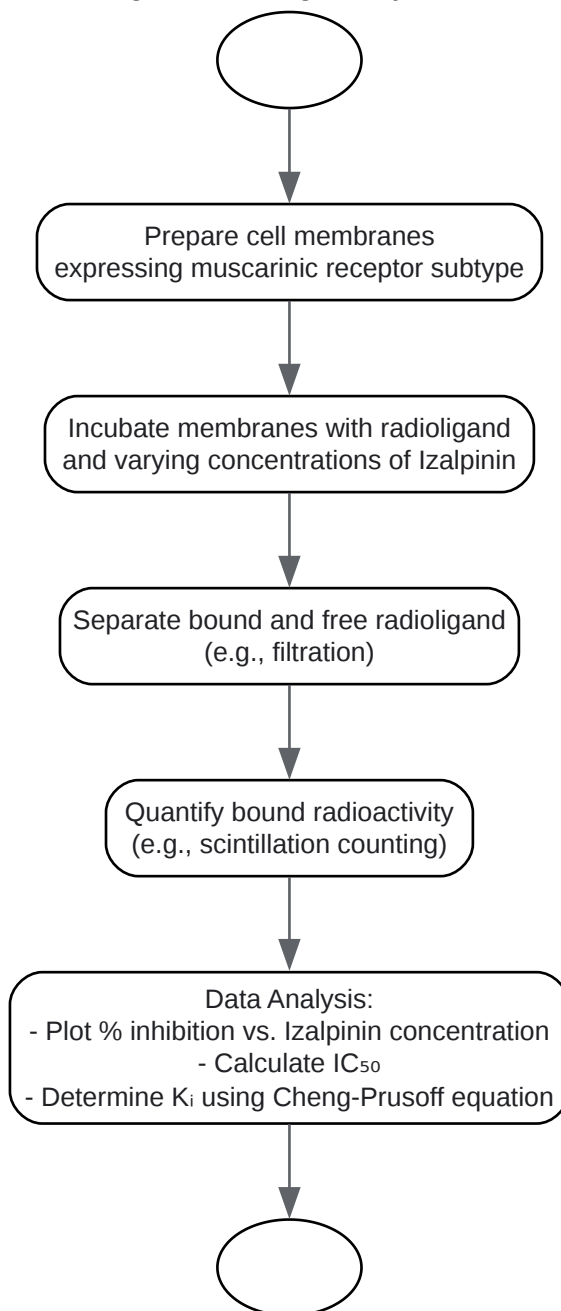 Prepare cell membranes
expressing muscarinic receptor subtype
Incubate membranes with radioligand
and varying concentrations of Izalpinin
Separate bound and free radioligand
(e.g., filtration)
Quantify bound radioactivity
(e.g., scintillation counting)
Data Analysis:
- Plot % inhibition vs. Izalpinin concentration
- Calculate IC₅₀
- Determine Kᵢ using Cheng-Prusoff equation